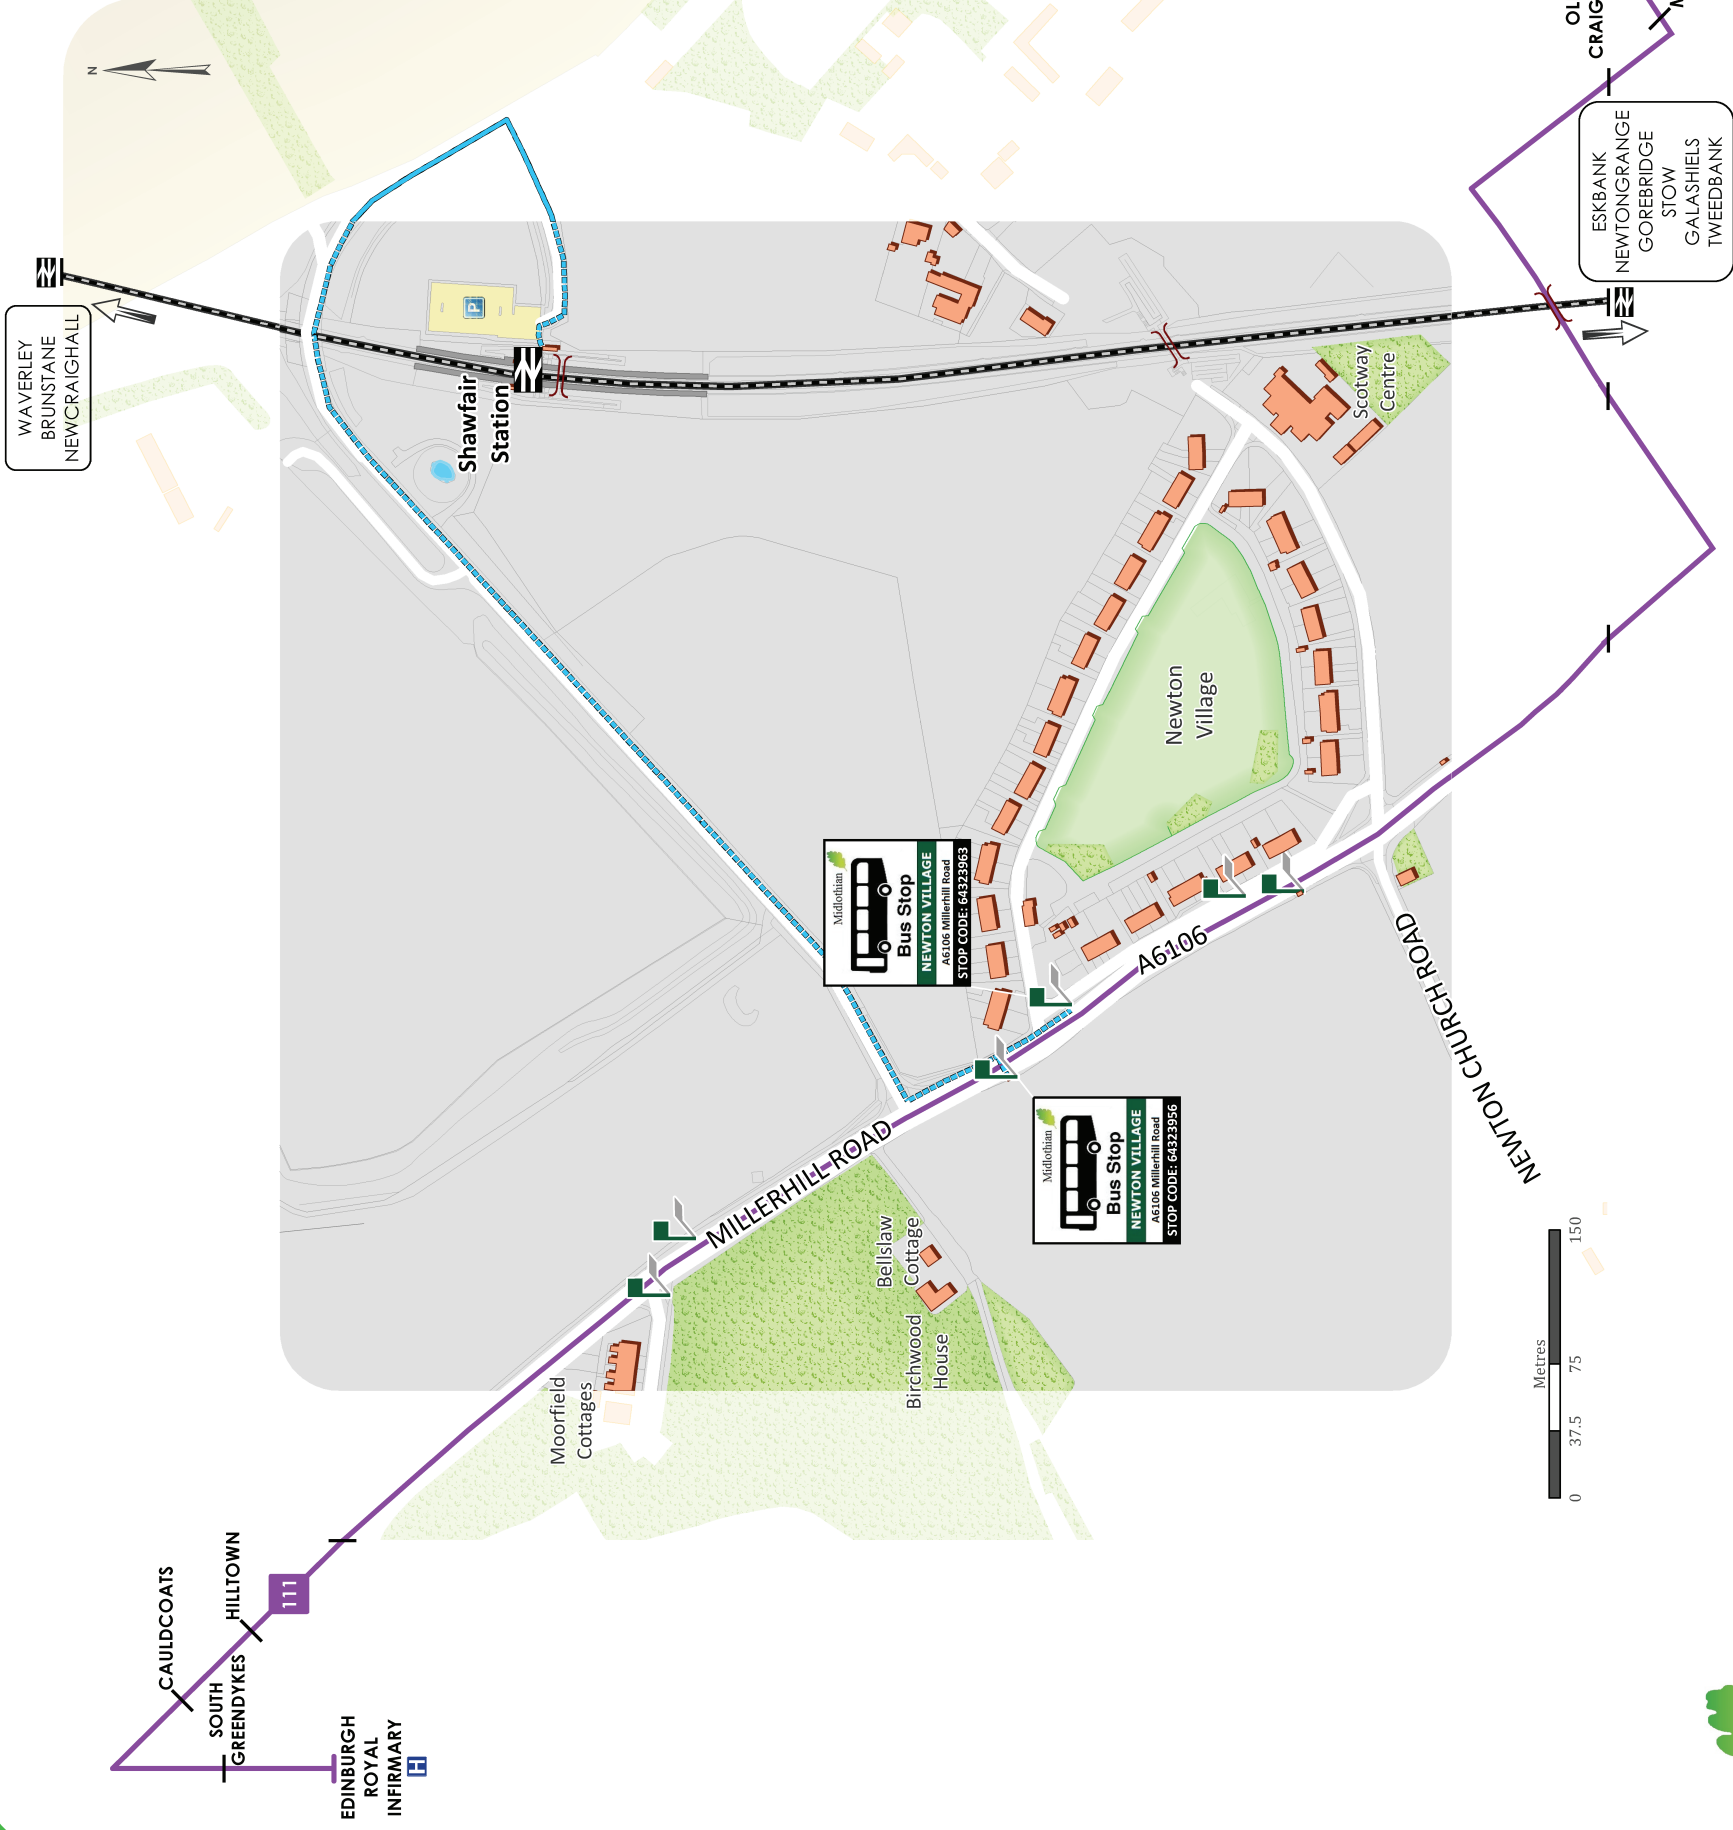 WAVERLEY
BRUNSTANE
NEWCRAIGHALL
N
Shawfair
Station
P
OL
CRAIG
ESKBANK
NEWTONGRANGE
GOREBRIDGE
STOW
GALASHIELS
TWEEDBANK
Scotway
Centre
Newton
Village
Midlothian
Bus Stop
NEWTON VILLAGE
A6106 Millerhill Road
STOP CODE: 64323963
A6106
NEWTON CHURCH ROAD
Midlothian
Bus Stop
NEWTON VILLAGE
A6106 Millerhill Road
STOP CODE: 64323956
MILLERHILL ROAD
Bellslaw
Cottage
Birchwood
House
Moorfield
Cottages
Metres
0 37.5 75 150
111
HILLTOWN
CAULDCOATS
SOUTH
GREENDYKES
EDINBURGH
ROYAL
INFIRMARY
H